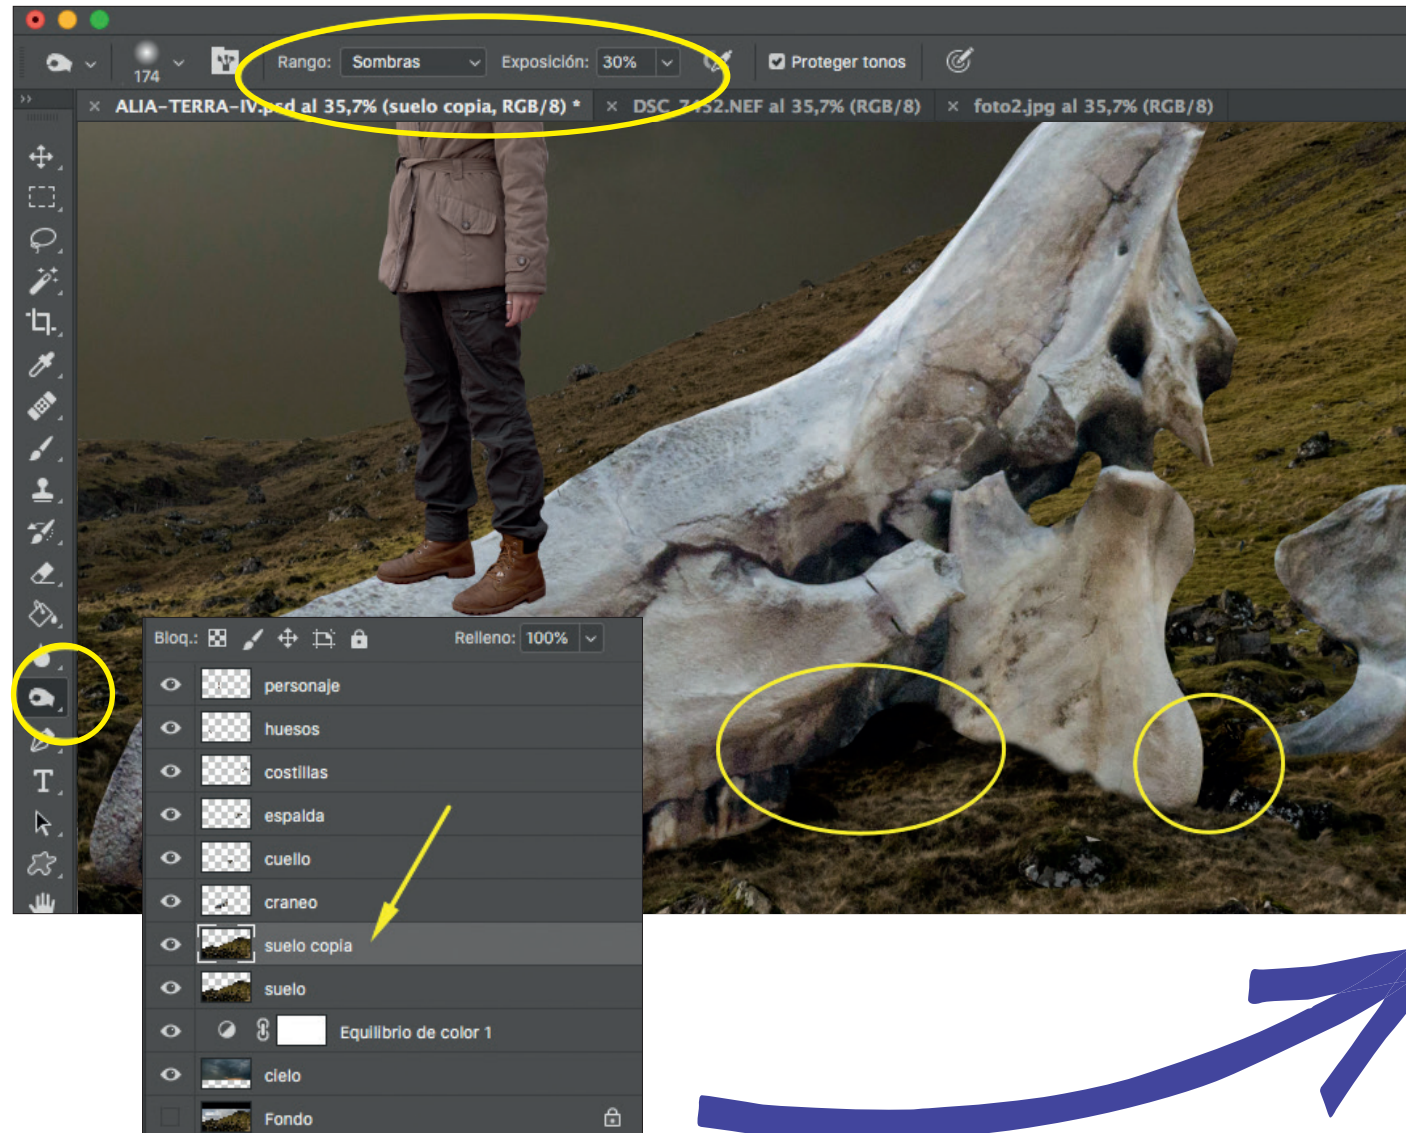 Rango: Sombras Exposición: 30% Proteger tonos
174
× ALIA-TERRA-IV.psd al 35,7% (suelo copia, RGB/8) * × DSC_7452.NEF al 35,7% (RGB/8) × foto2.jpg al 35,7% (RGB/8)
Bloq.: Relleno: 100%
personaje
huesos
costillas
espalda
cuello
craneo
suelo copia
suelo
Equilibrio de color 1
cielo
Fondo